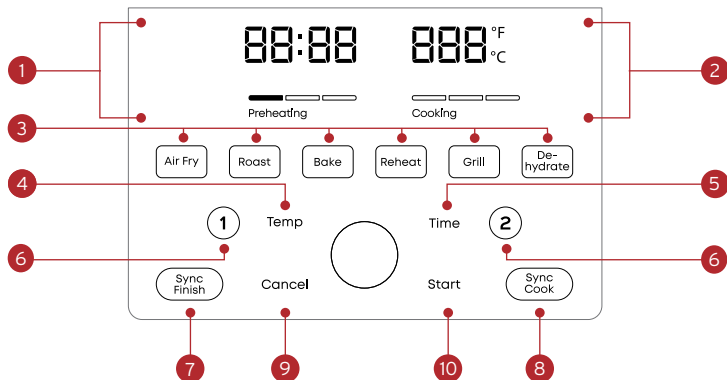 88:88 888 °F
°C
1 2
Preheating Cooking
3
Air Fry Roast Bake Reheat Grill De-
hydrate
4 5
1 Temp Time 2
6 6
Sync
Finish Cancel Start Sync
Cook
7 9 10 8